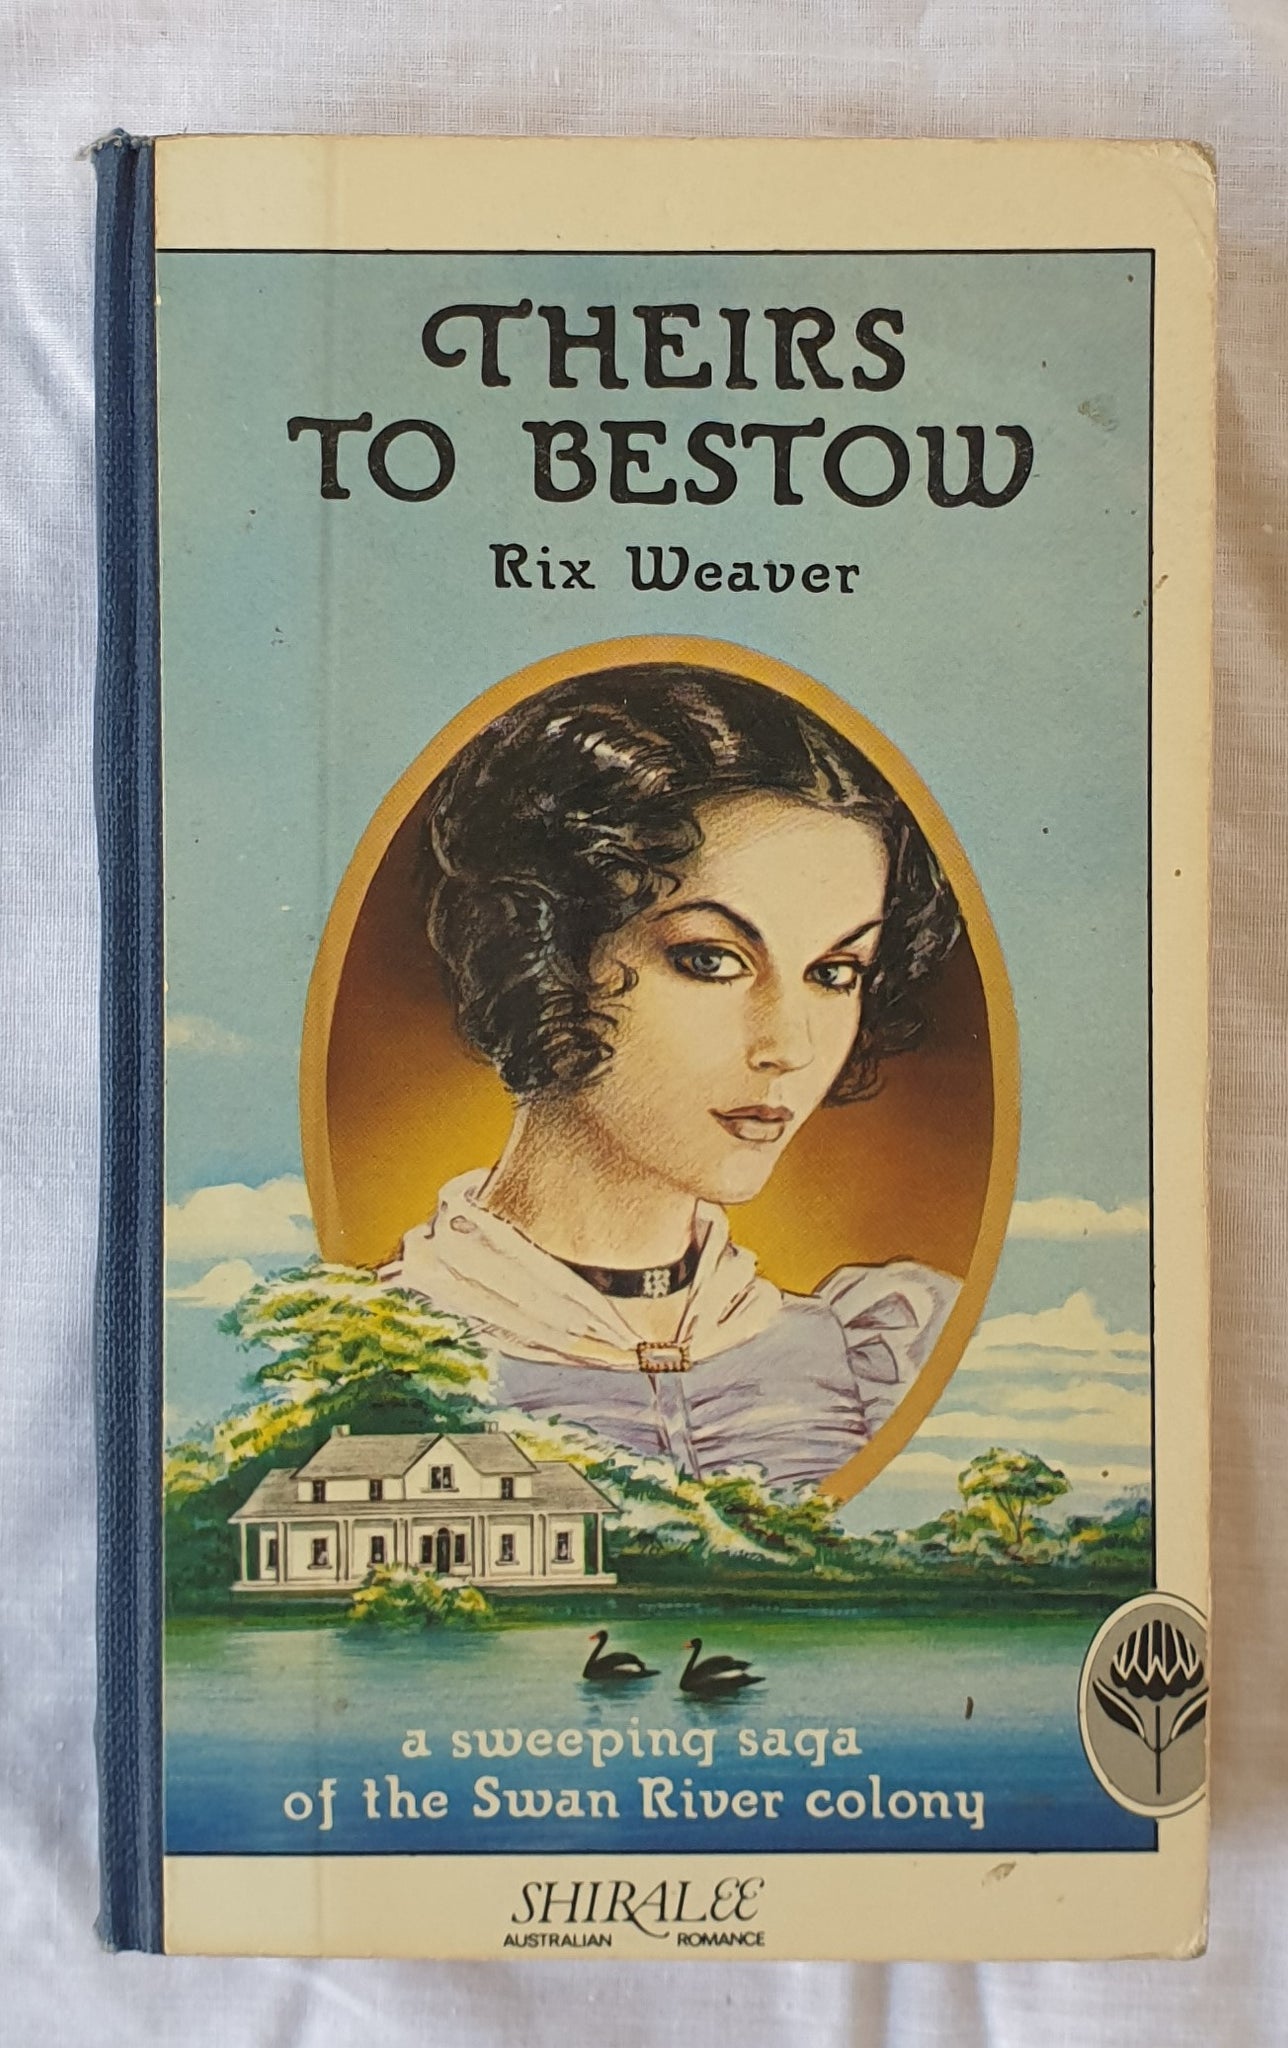 THEIRS
TO BESTOW
Rix Weaver
a sweeping saga
of the Swan River colony
SHIRALEE
AUSTRALIAN ROMANCE